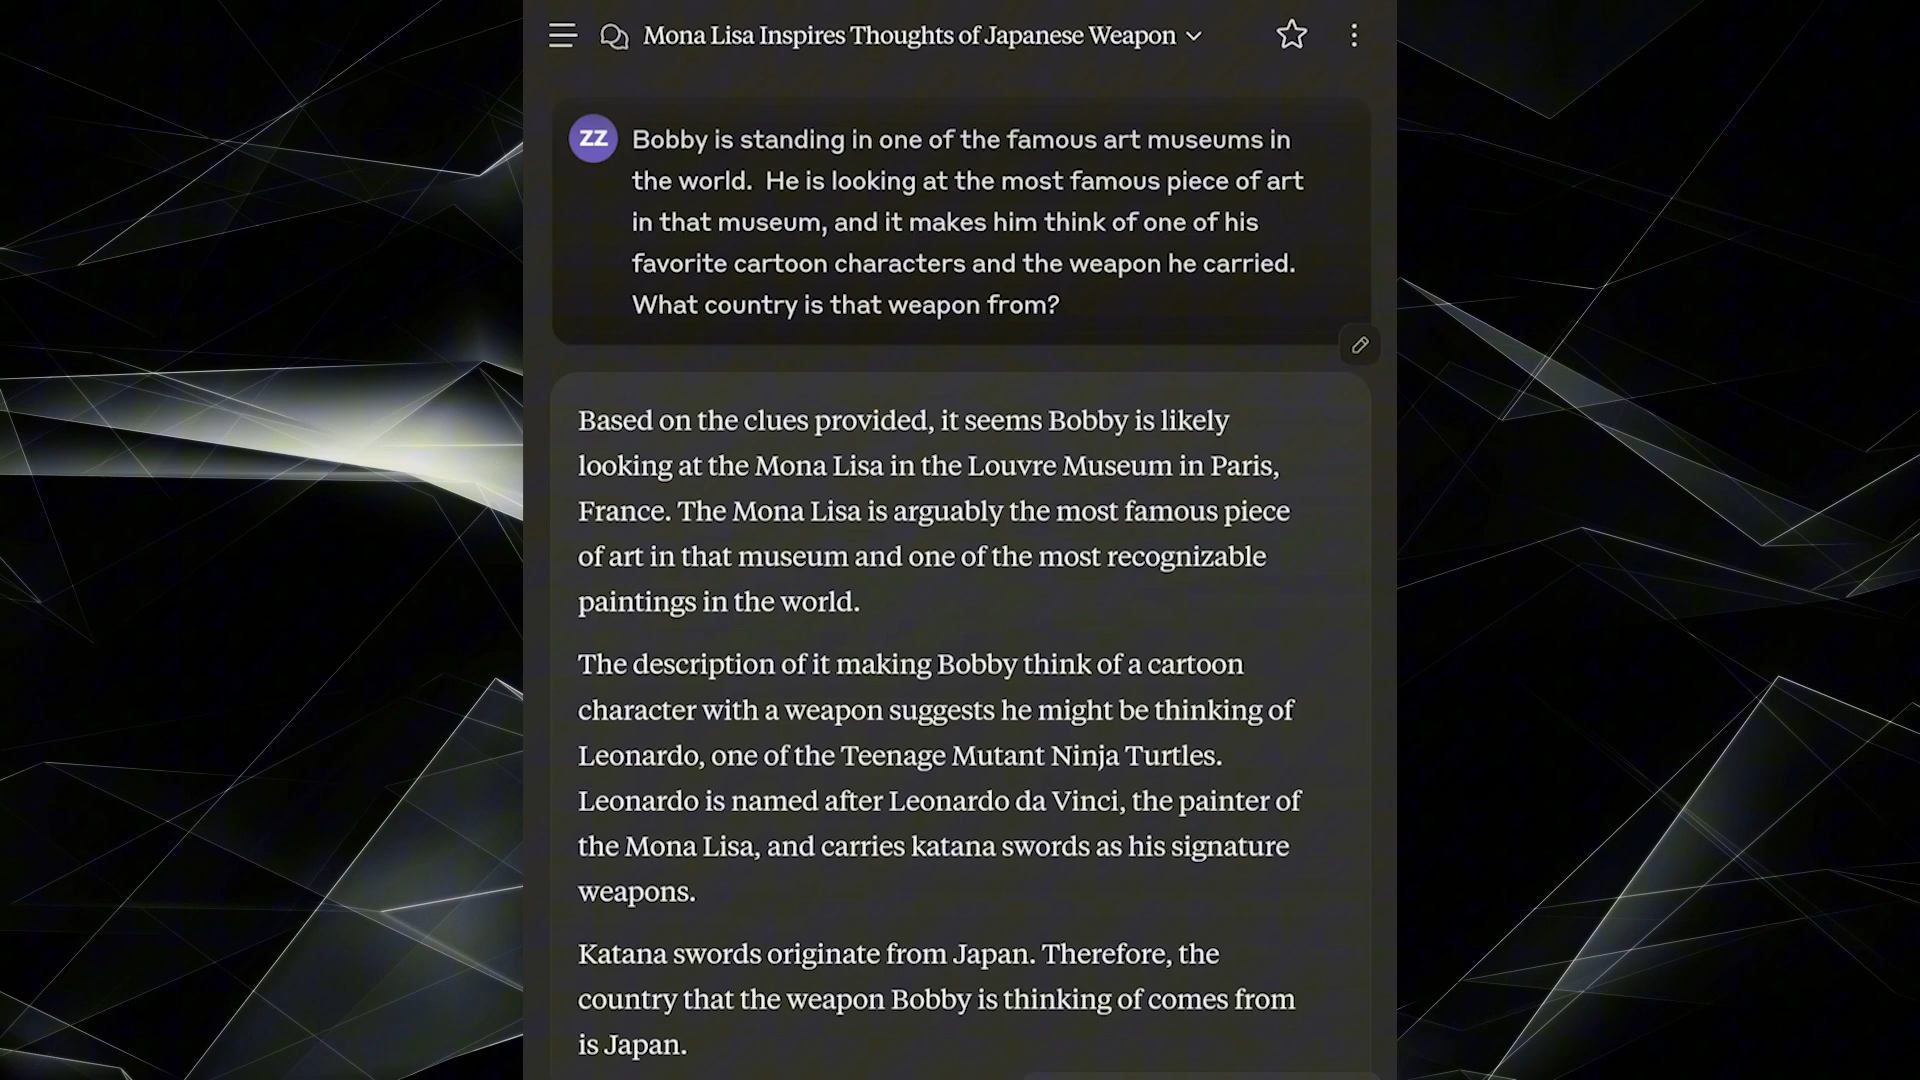 Mona Lisa Inspires Thoughts of Japanese Weapon
ZZ
Bobby is standing in one of the famous art museums in
the world. He is looking at the most famous piece of art
in that museum, and it makes him think of one of his
favorite cartoon characters and the weapon he carried.
What country is that weapon from?
Based on the clues provided, it seems Bobby is likely
looking at the Mona Lisa in the Louvre Museum in Paris,
France. The Mona Lisa is arguably the most famous piece
of art in that museum and one of the most recognizable
paintings in the world.
The description of it making Bobby think of a cartoon
character with a weapon suggests he might be thinking of
Leonardo, one of the Teenage Mutant Ninja Turtles.
Leonardo is named after Leonardo da Vinci, the painter of
the Mona Lisa, and carries katana swords as his signature
weapons.
Katana swords originate from Japan. Therefore, the
country that the weapon Bobby is thinking of comes from
is Japan.